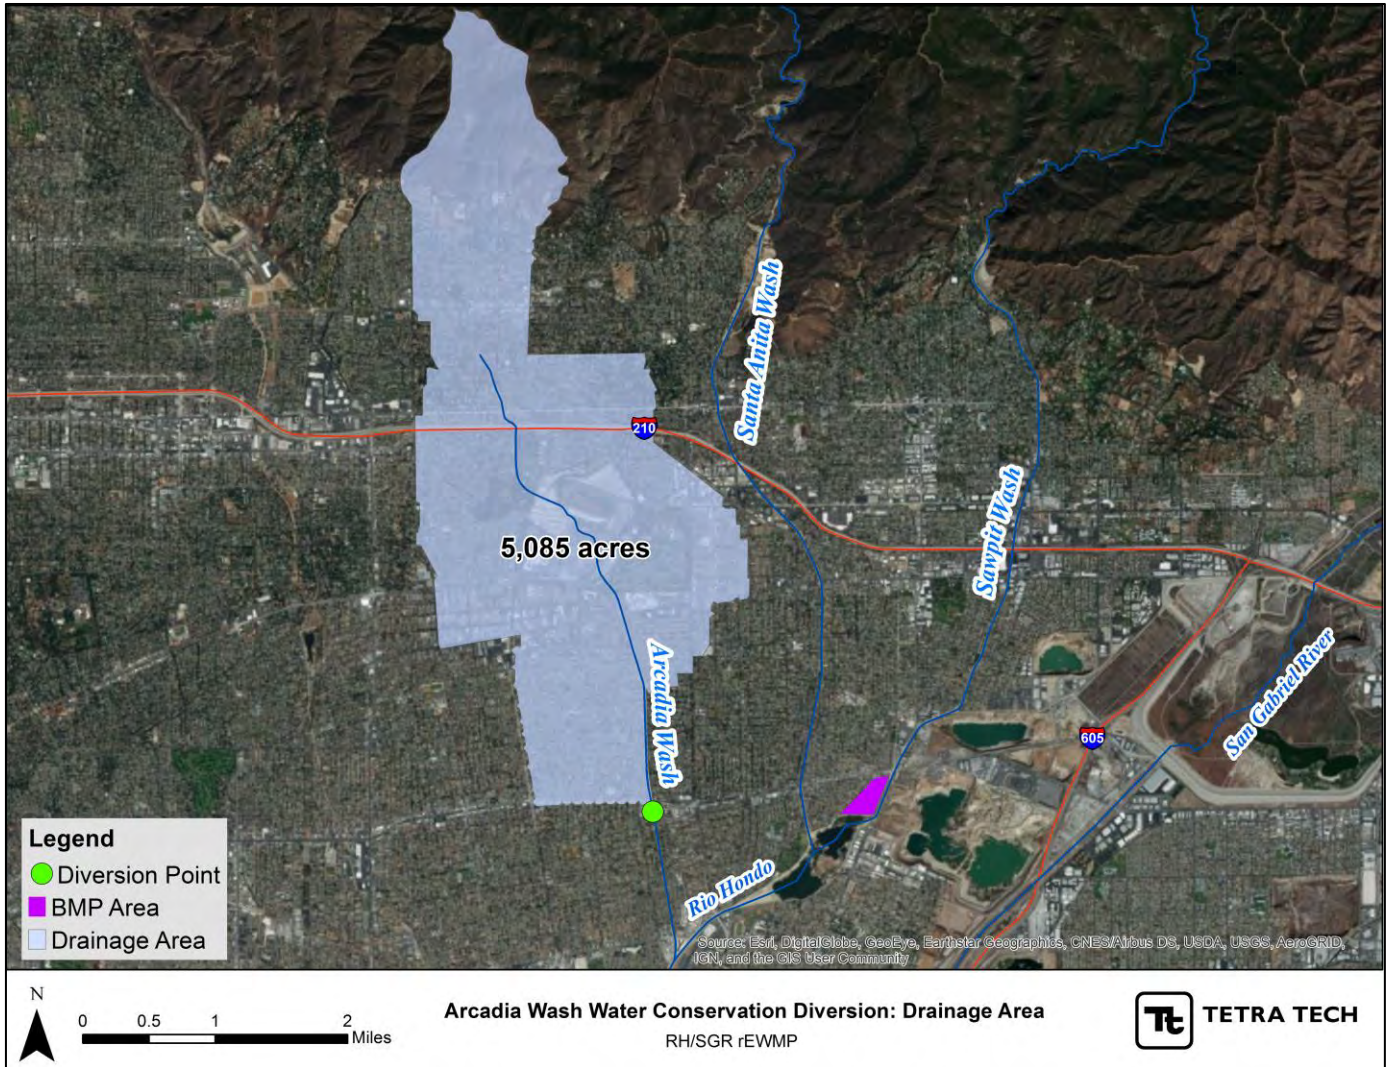 Santa Anita Wash
210
Sawpit Wash
5,085 acres
Arcadia Wash
San Gabriel River
605
Rio Hondo
Legend
Diversion Point
BMP Area
Drainage Area
Source: Esri, DigitalGlobe, GeoEye, Earthstar Geographics, CNES/Airbus DS, USDA, USGS, AeroGRID,
IGN, and the GIS User Community
N
0 0.5 1 2
Miles
Arcadia Wash Water Conservation Diversion: Drainage Area
RH/SGR rEWMP
Tt TETRA TECH